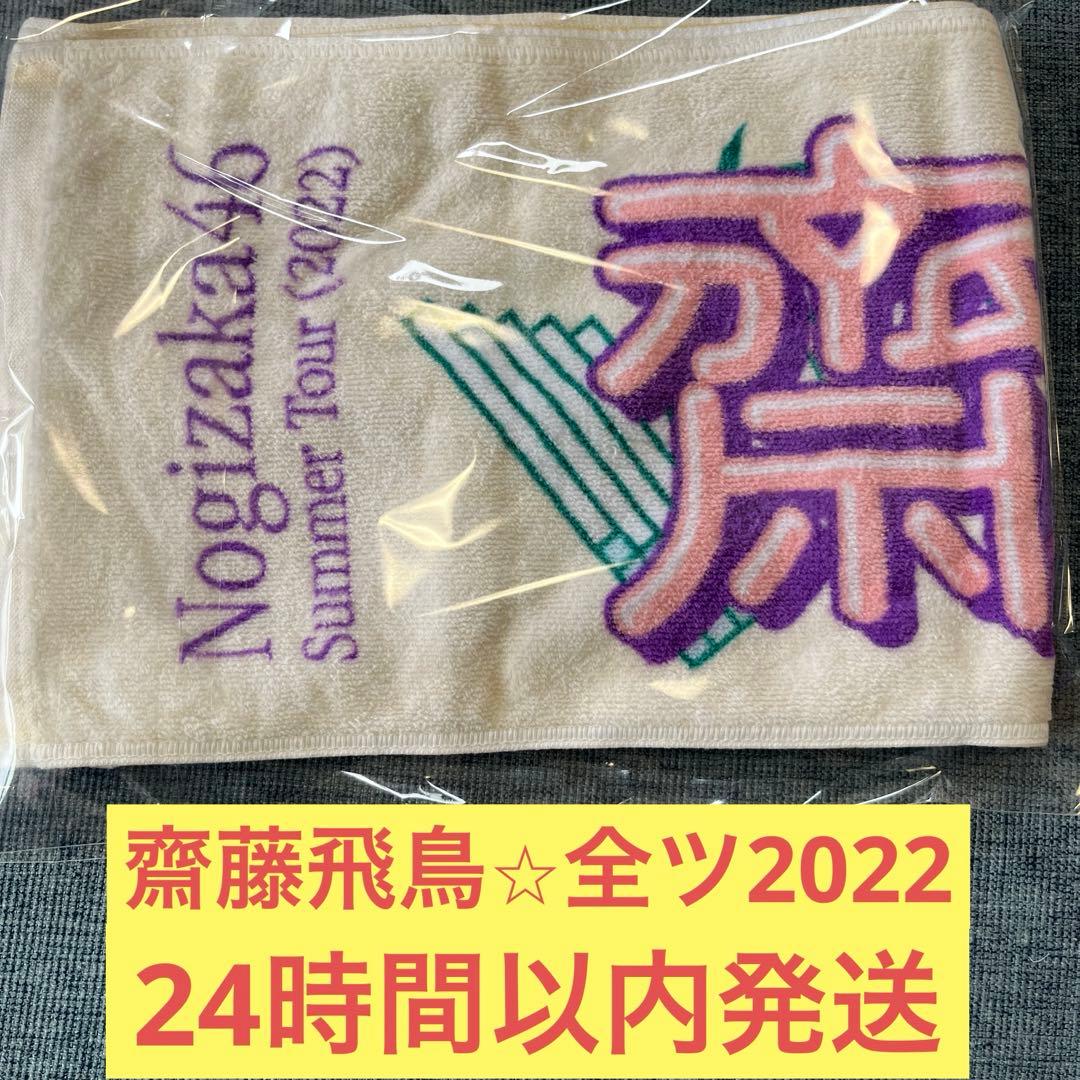 Nogizaka46
Summer Tour (2022)
齋
齋藤飛鳥☆全ツ2022
24時間以内発送